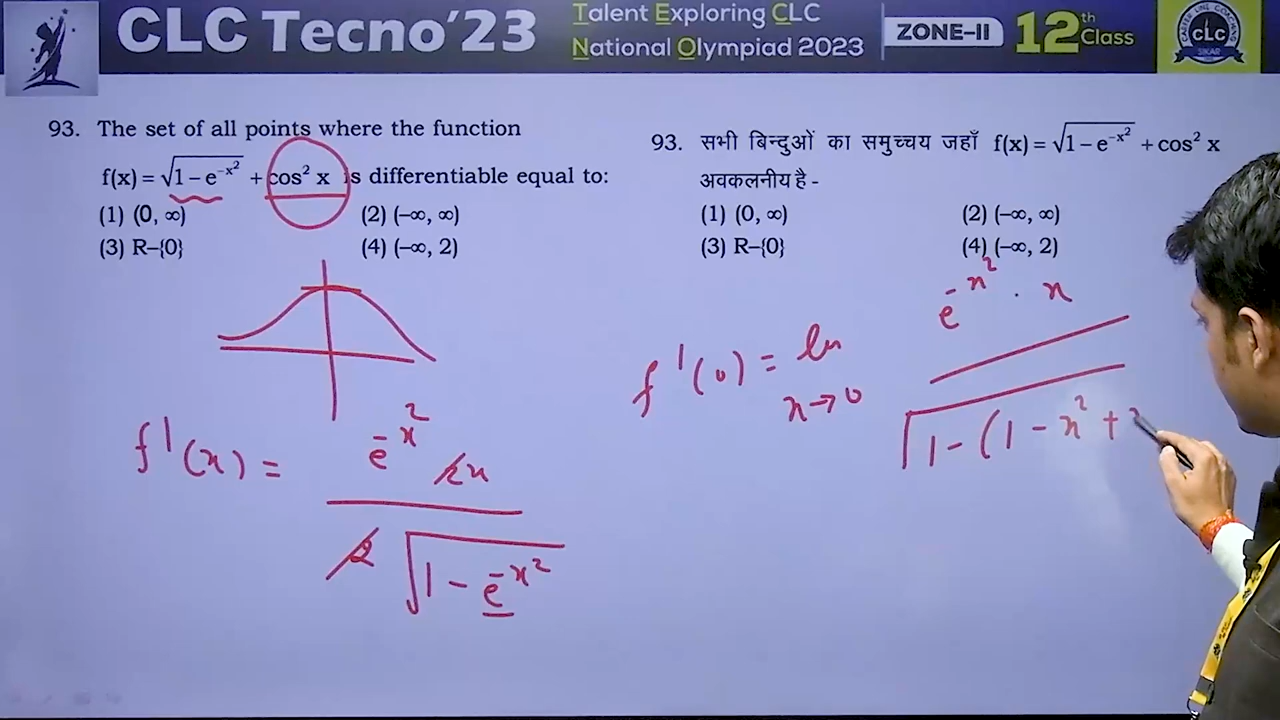 CLC Tecno'23
Talent Exploring CLC
National Olympiad 2023
ZONE–II
12th Class
CLC
SIKAR
93. The set of all points where the function
f(x) = √(1 – e^(–x²)) + cos² x is differentiable equal to:
(1) (0, ∞) (2) (–∞, ∞)
(3) R–{0} (4) (–∞, 2)
93. सभी बिन्दुओं का समुच्चय जहाँ f(x) = √(1 – e^(–x²)) + cos² x
अवकलनीय है -
(1) (0, ∞) (2) (–∞, ∞)
(3) R–{0} (4) (–∞, 2)
f'(x) = e^(–x²) 2x / 2 √(1 – e^(–x²))
f'(0) = lim x→0 e^(–x²) · x / √(1 – (1 – x² +